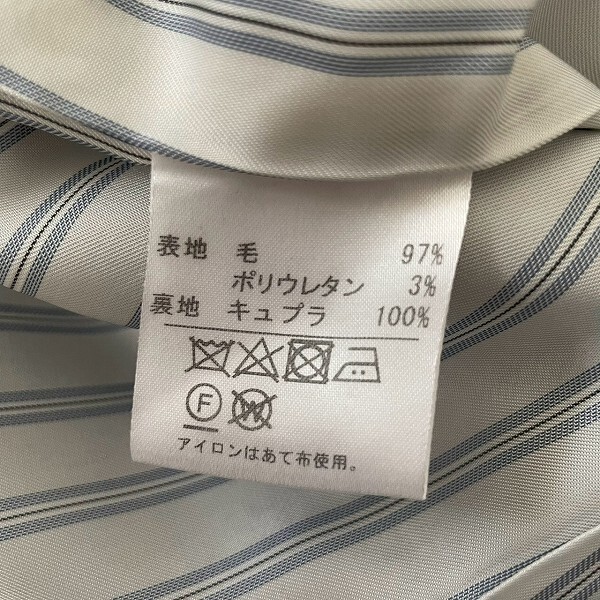 表地 毛 97%
ポリウレタン 3%
裏地 キュプラ 100%
F W
アイロンはあて布使用。